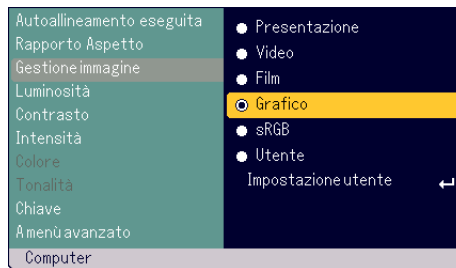 Autoallineamento eseguita
Rapporto Aspetto
Gestione immagine
Luminosità
Contrasto
Intensità
Colore
Tonalità
Chiave
A menù avanzato
Presentazione
Video
Film
Grafico
sRGB
Utente
Impostazione utente
Computer